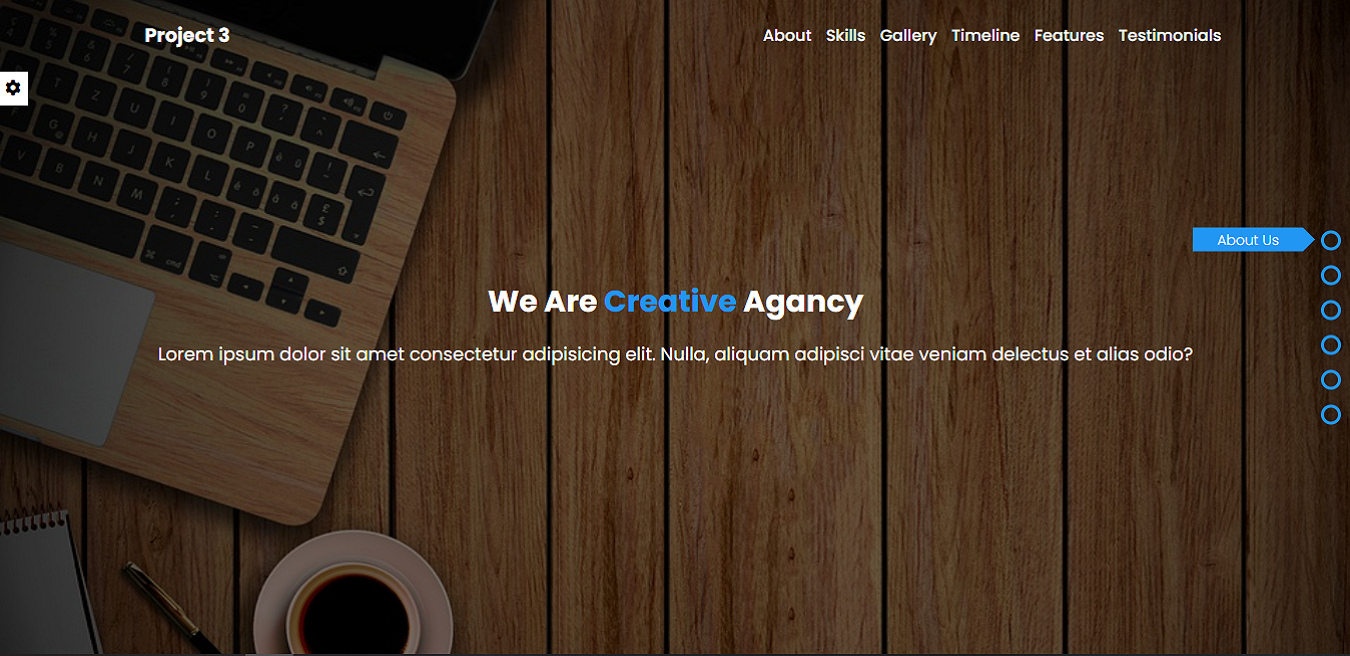 Project 3
About Skills Gallery Timeline Features Testimonials
About Us
We Are Creative Agancy
Lorem ipsum dolor sit amet consectetur adipisicing elit. Nulla, aliquam adipisci vitae veniam delectus et alias odio?